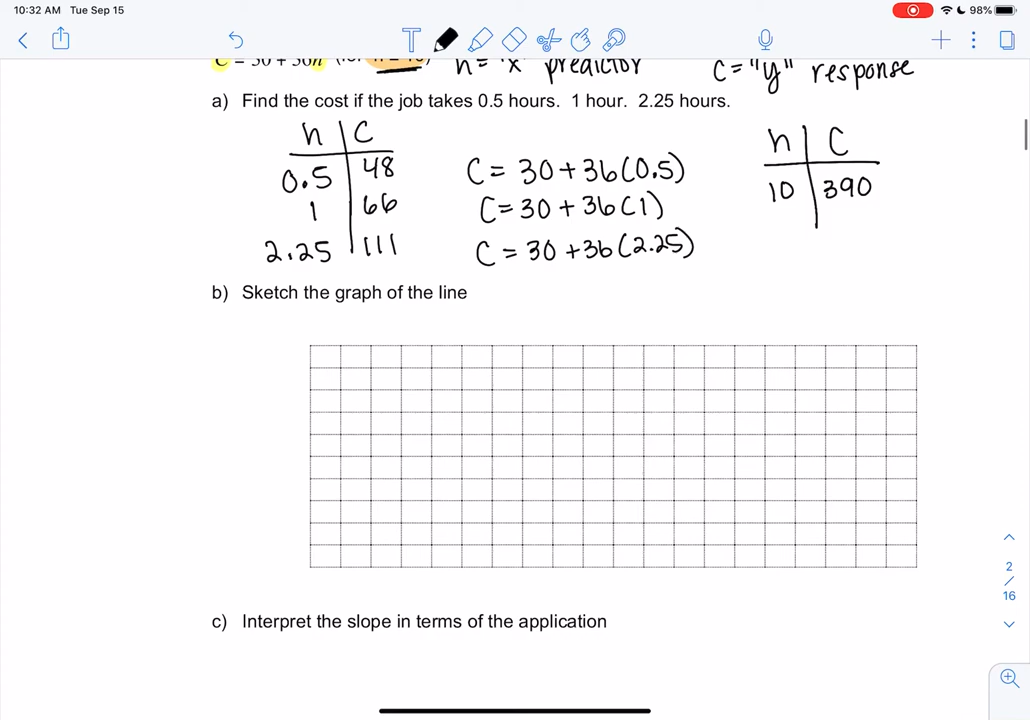 10:32 AM Tue Sep 15
98%
C = 30 + 36h
h = "x" predictor
C = "y" response
a) Find the cost if the job takes 0.5 hours. 1 hour. 2.25 hours.
h | C
0.5 | 48
1 | 66
2.25 | 111
C = 30 + 36(0.5)
C = 30 + 36(1)
C = 30 + 36(2.25)
h | C
10 | 390
b) Sketch the graph of the line
c) Interpret the slope in terms of the application
2
/
16